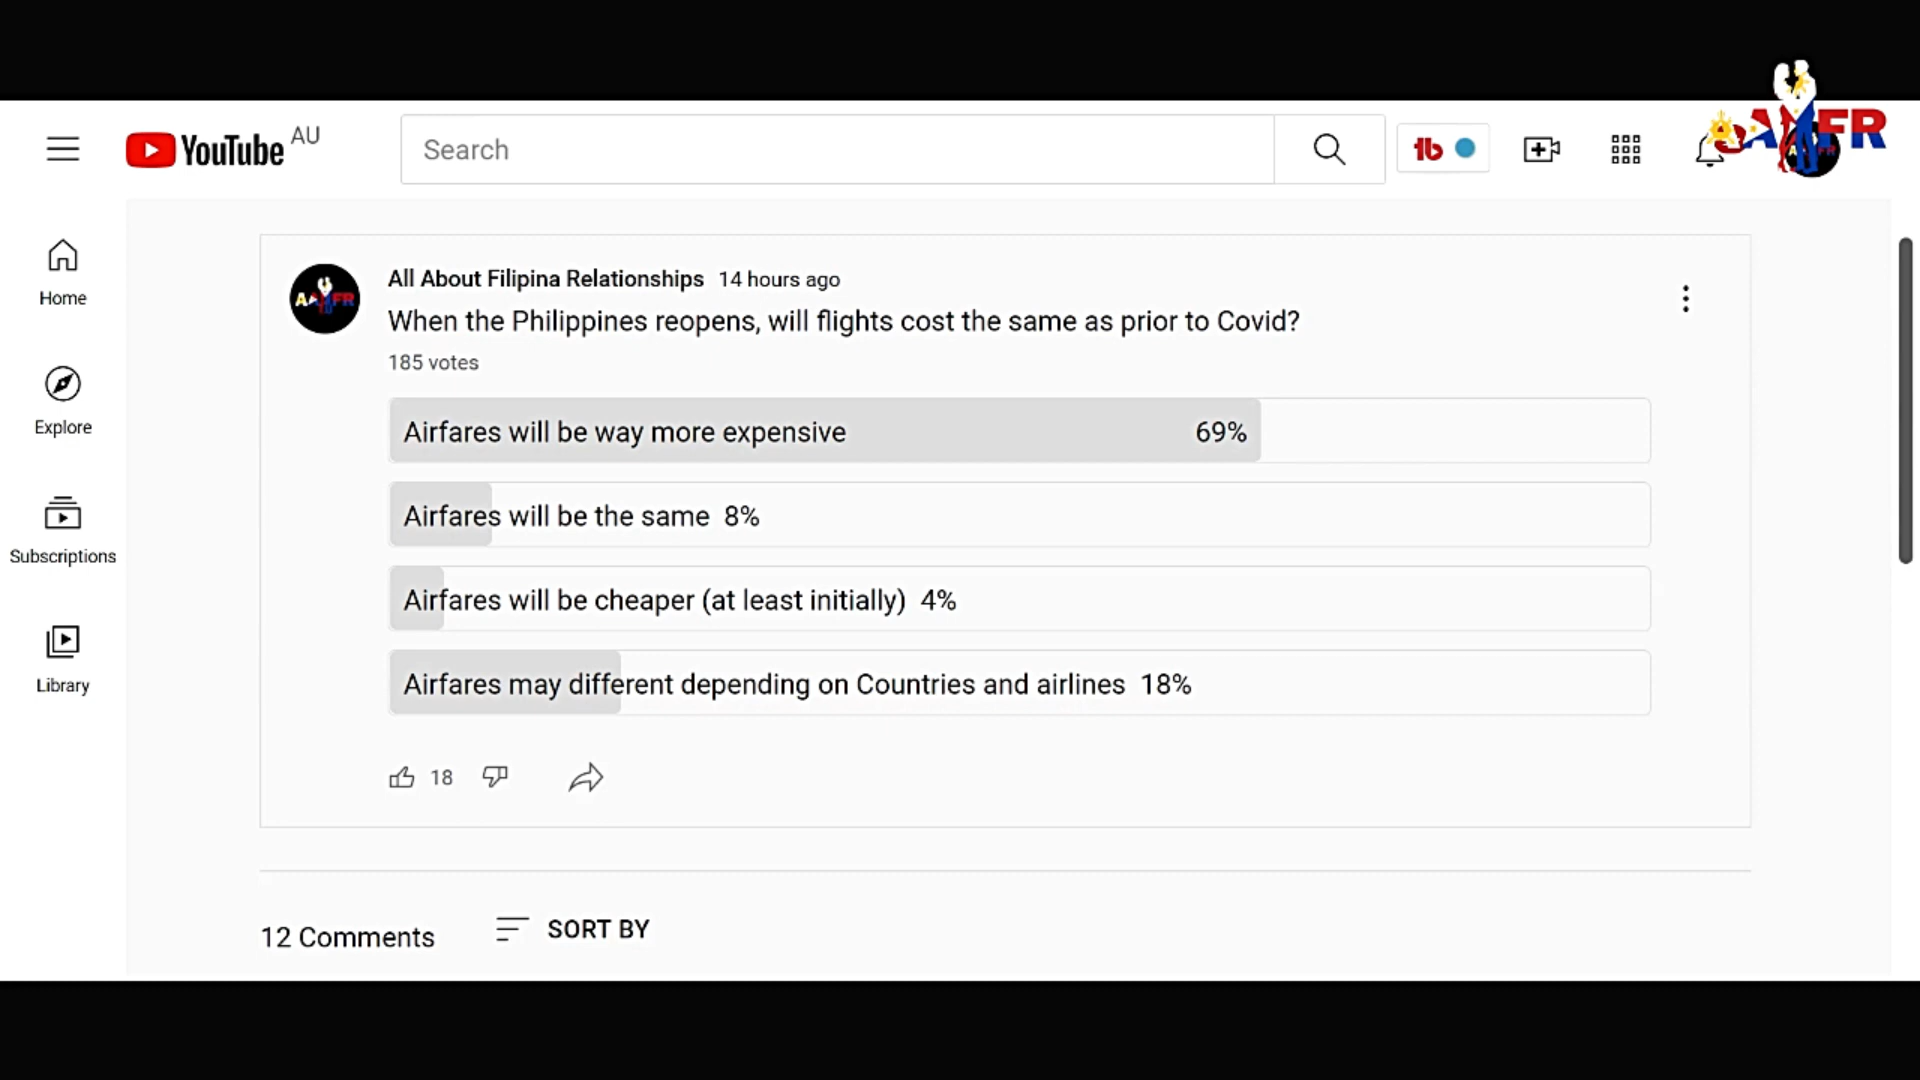 YouTube AU
Search
AAFR
Home
Explore
Subscriptions
Library
AAFR
All About Filipina Relationships 14 hours ago
When the Philippines reopens, will flights cost the same as prior to Covid?
185 votes
Airfares will be way more expensive 69%
Airfares will be the same 8%
Airfares will be cheaper (at least initially) 4%
Airfares may different depending on Countries and airlines 18%
18
12 Comments
SORT BY